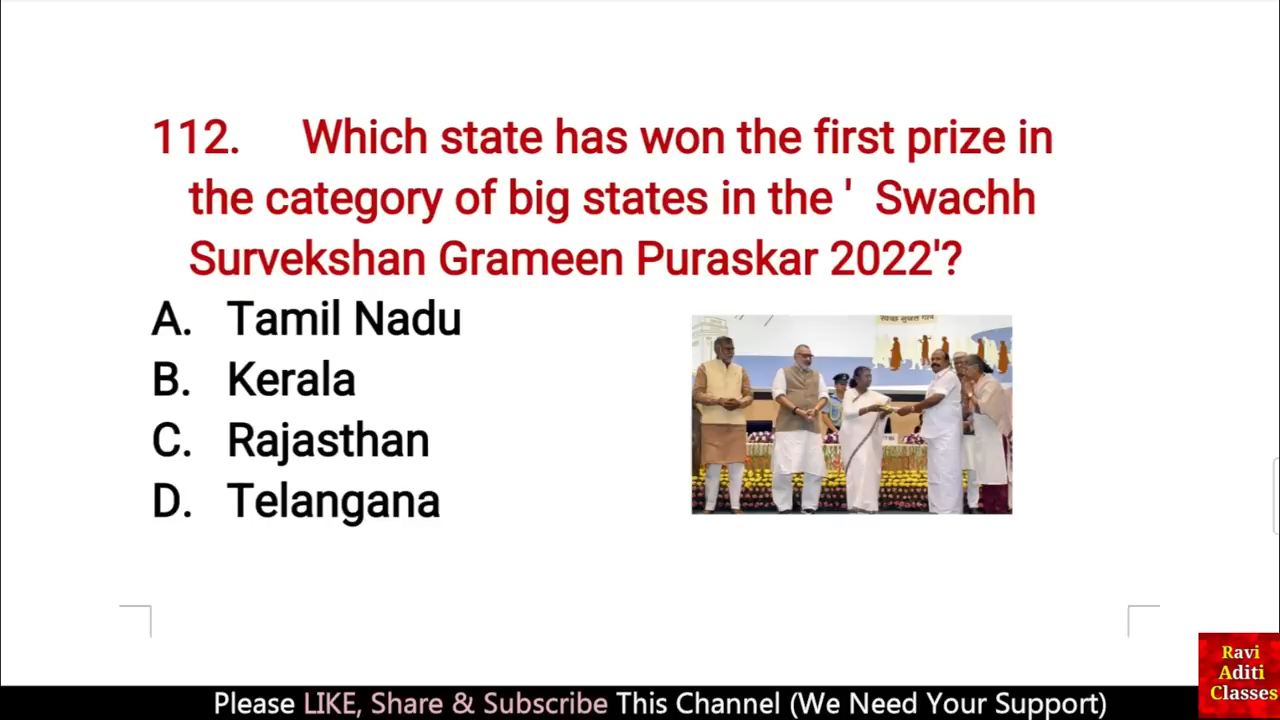 112. Which state has won the first prize in
the category of big states in the ' Swachh
Survekshan Grameen Puraskar 2022'?
A. Tamil Nadu
B. Kerala
C. Rajasthan
D. Telangana
स्वच्छ सुजल गांव
Ravi
Aditi
Classes
Please LIKE, Share & Subscribe This Channel (We Need Your Support)